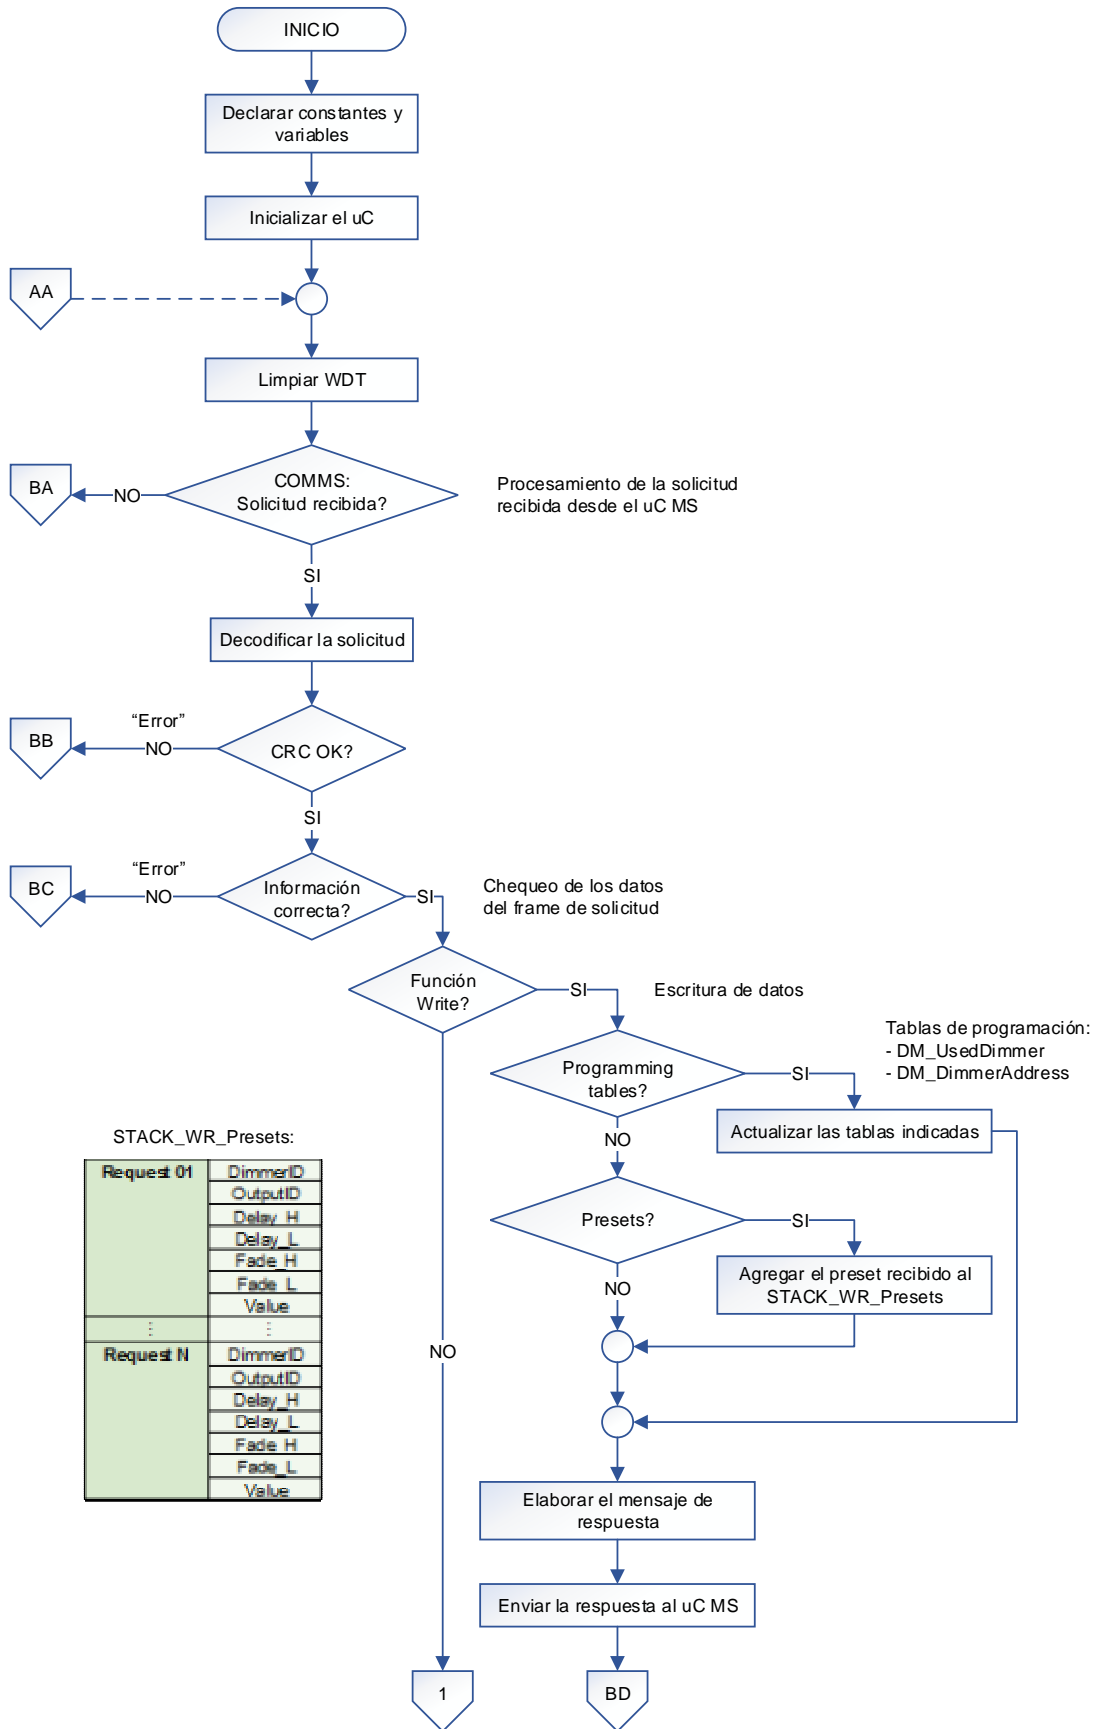 INICIO
Declarar constantes y
variables
Inicializar el uC
AA
Limpiar WDT
COMMS:
Solicitud recibida?
BA
NO
Procesamiento de la solicitud
recibida desde el uC MS
SI
Decodificar la solicitud
"Error"
BB
NO
CRC OK?
SI
"Error"
BC
NO
Información
correcta?
SI
Chequeo de los datos
del frame de solicitud
Función
Write?
SI
Escritura de datos
Tablas de programación:
- DM_UsedDimmer
- DM_DimmerAddress
Programming
tables?
SI
Actualizar las tablas indicadas
NO
Presets?
SI
Agregar el preset recibido al
STACK_WR_Presets
NO
NO
STACK_WR_Presets:
Request 01
DimmerID
OutputID
Delay_H
Delay_L
Fade_H
Fade_L
Value
⋮
⋮
Request N
DimmerID
OutputID
Delay_H
Delay_L
Fade_H
Fade_L
Value
Elaborar el mensaje de
respuesta
Enviar la respuesta al uC MS
1
BD